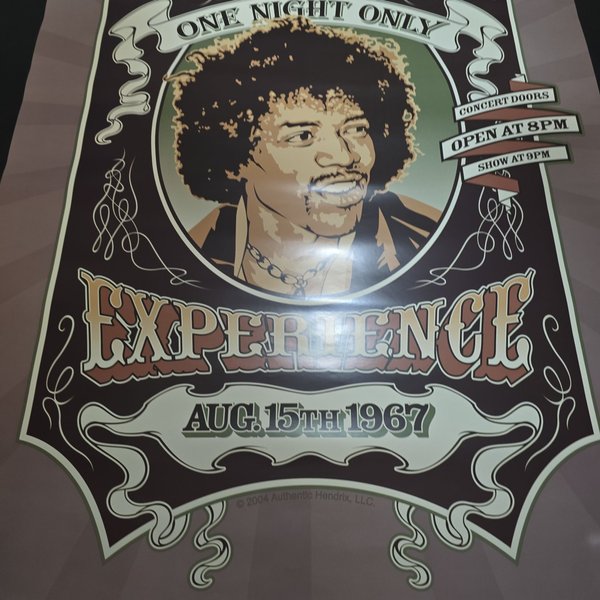 ONE NIGHT ONLY
CONCERT DOORS
OPEN AT 8PM
SHOW AT 9PM
EXPERIENCE
AUG. 15TH 1967
© 2004 Authentic Hendrix, LLC.